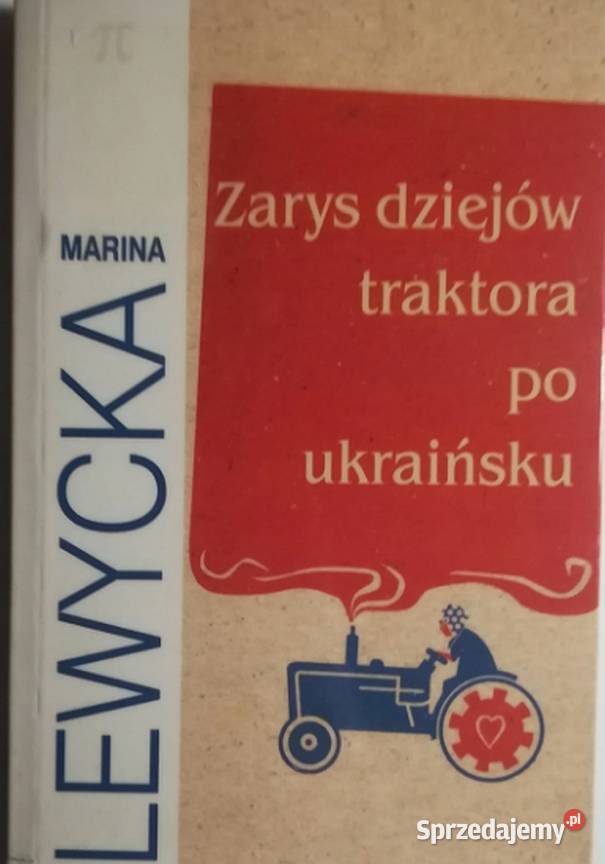 π
MARINA
LEWYCKA
Zarys dziejów
traktora
po
ukraińsku
Sprzedajemy.pl